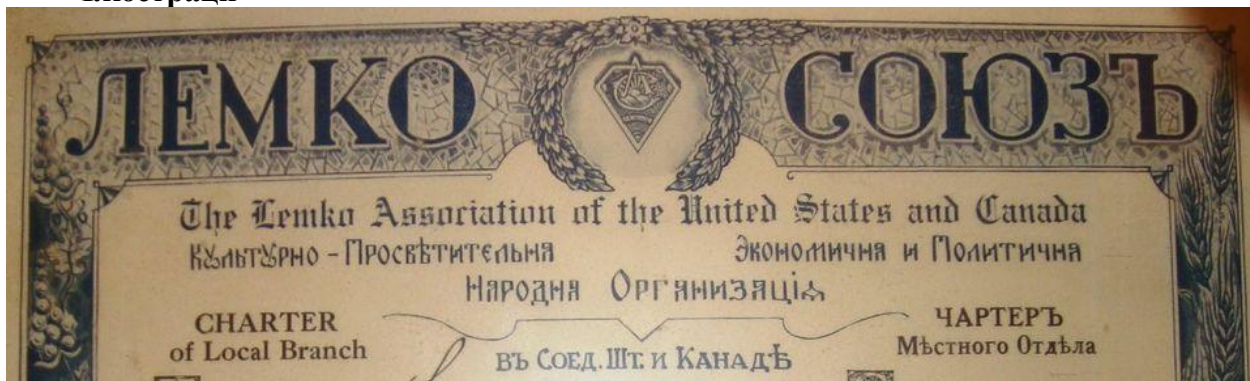 ЛЕМКО СОЮЗЪ
The Lemko Association of the United States and Canada
Культурно - Просвѣтительна Экономична и Политична
Народна Организація
CHARTER ЧАРТЕРЪ
of Local Branch Мѣстного Отдѣла
въ Соед. Шт. и Канадѣ